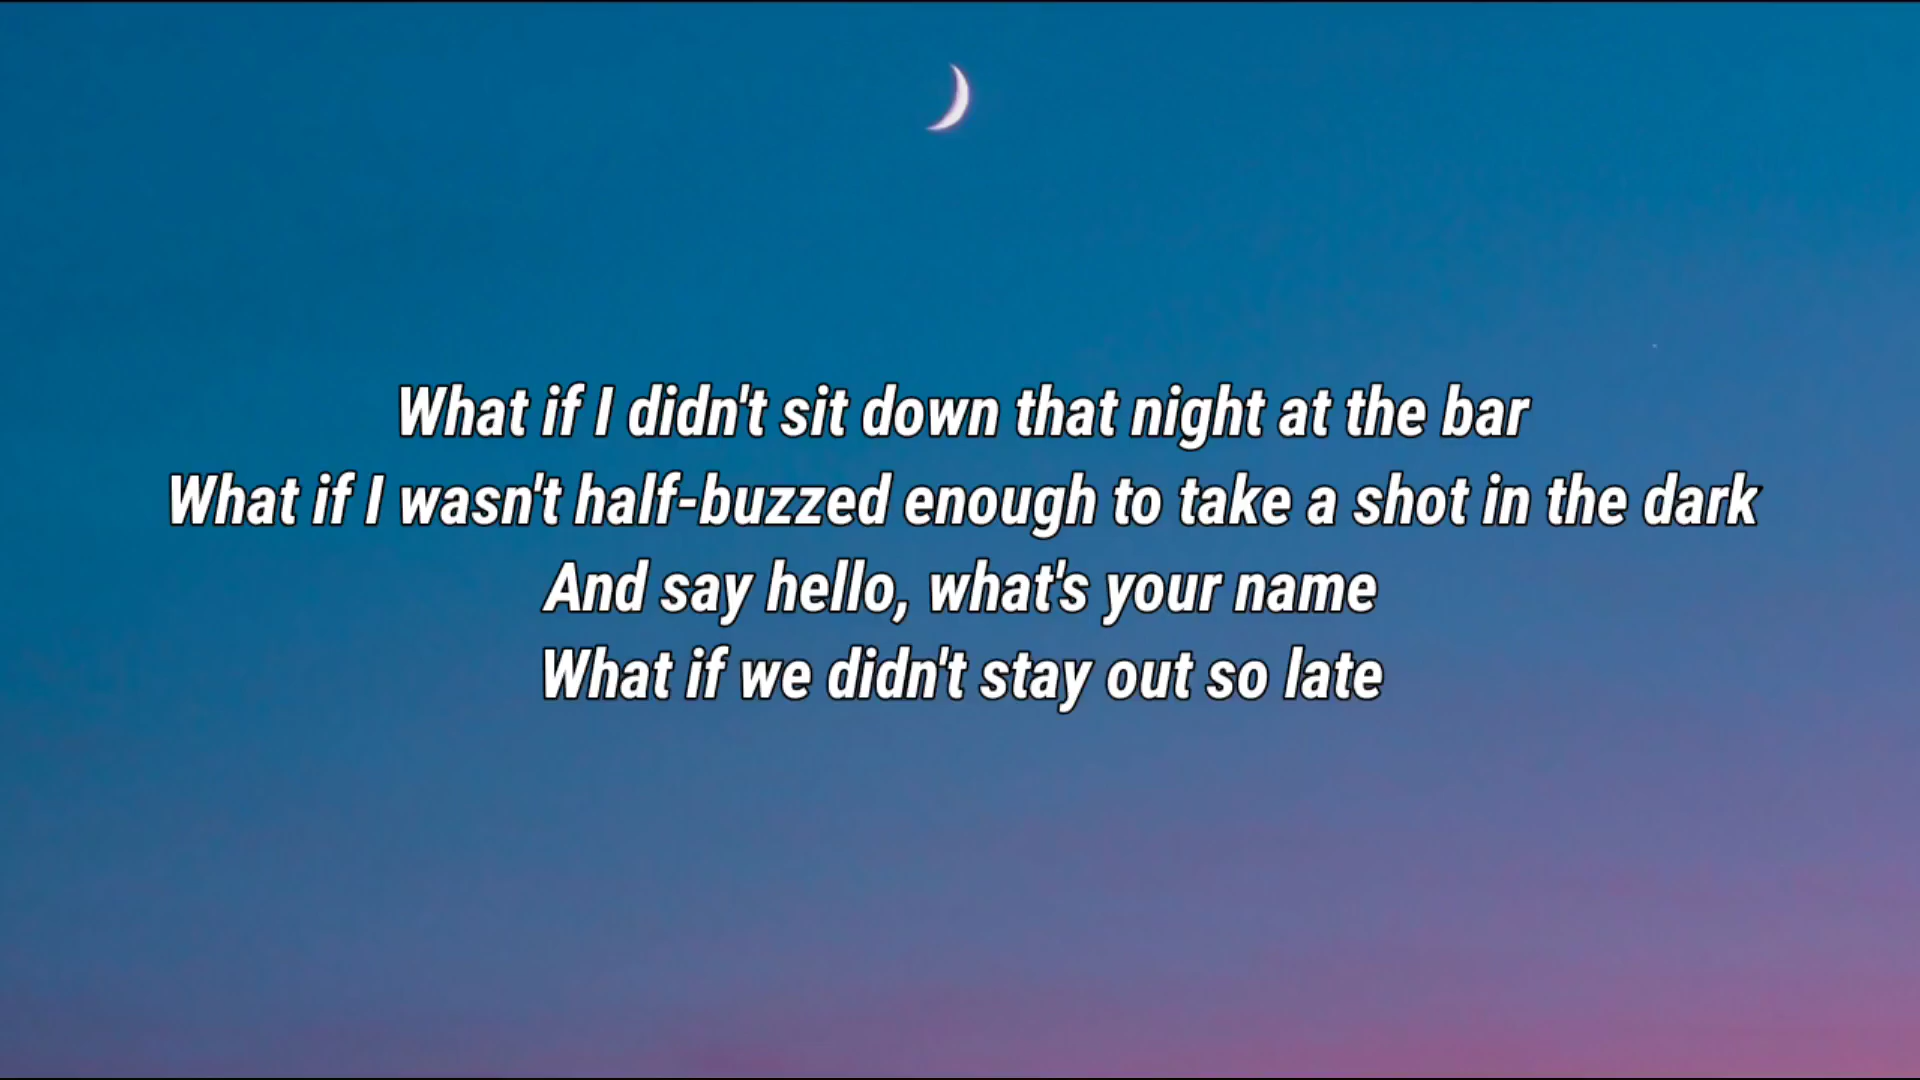 What if I didn't sit down that night at the bar
What if I wasn't half-buzzed enough to take a shot in the dark
And say hello, what's your name
What if we didn't stay out so late